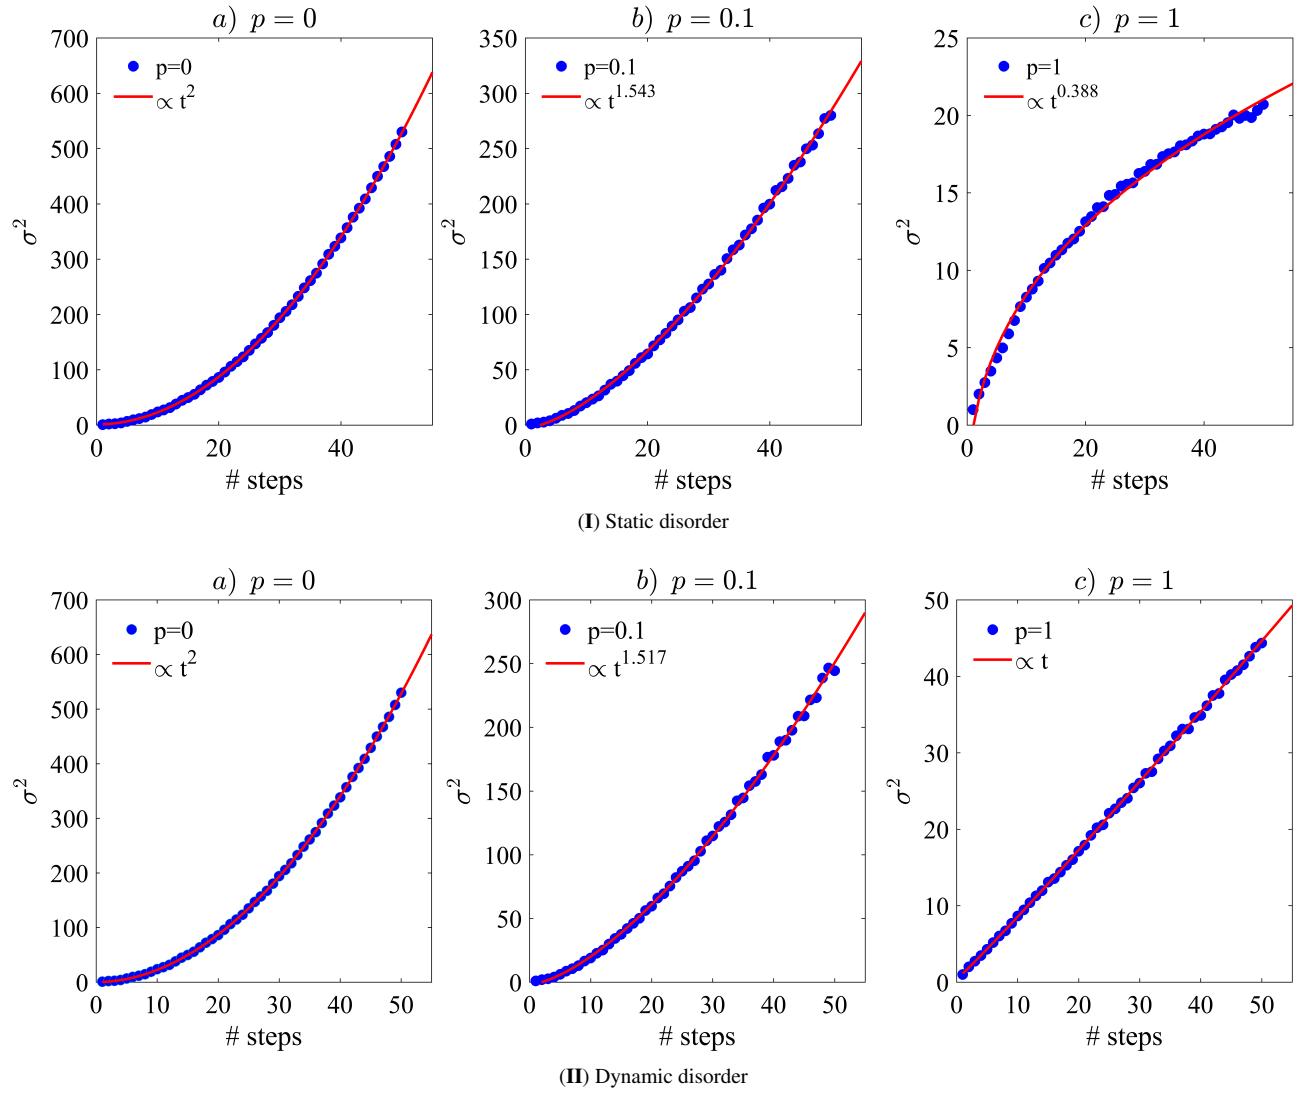 a) p = 0
b) p = 0.1
c) p = 1
700
600
500
400
300
200
100
0
σ²
p=0
∝ t²
0 20 40
# steps
350
300
250
200
150
100
50
0
σ²
p=0.1
∝ t^1.543
0 20 40
# steps
25
20
15
10
5
0
σ²
p=1
∝ t^0.388
0 20 40
# steps
(I) Static disorder
a) p = 0
b) p = 0.1
c) p = 1
700
600
500
400
300
200
100
0
σ²
p=0
∝ t²
0 10 20 30 40 50
# steps
300
250
200
150
100
50
0
σ²
p=0.1
∝ t^1.517
0 10 20 30 40 50
# steps
50
40
30
20
10
0
σ²
p=1
∝ t
0 10 20 30 40 50
# steps
(II) Dynamic disorder